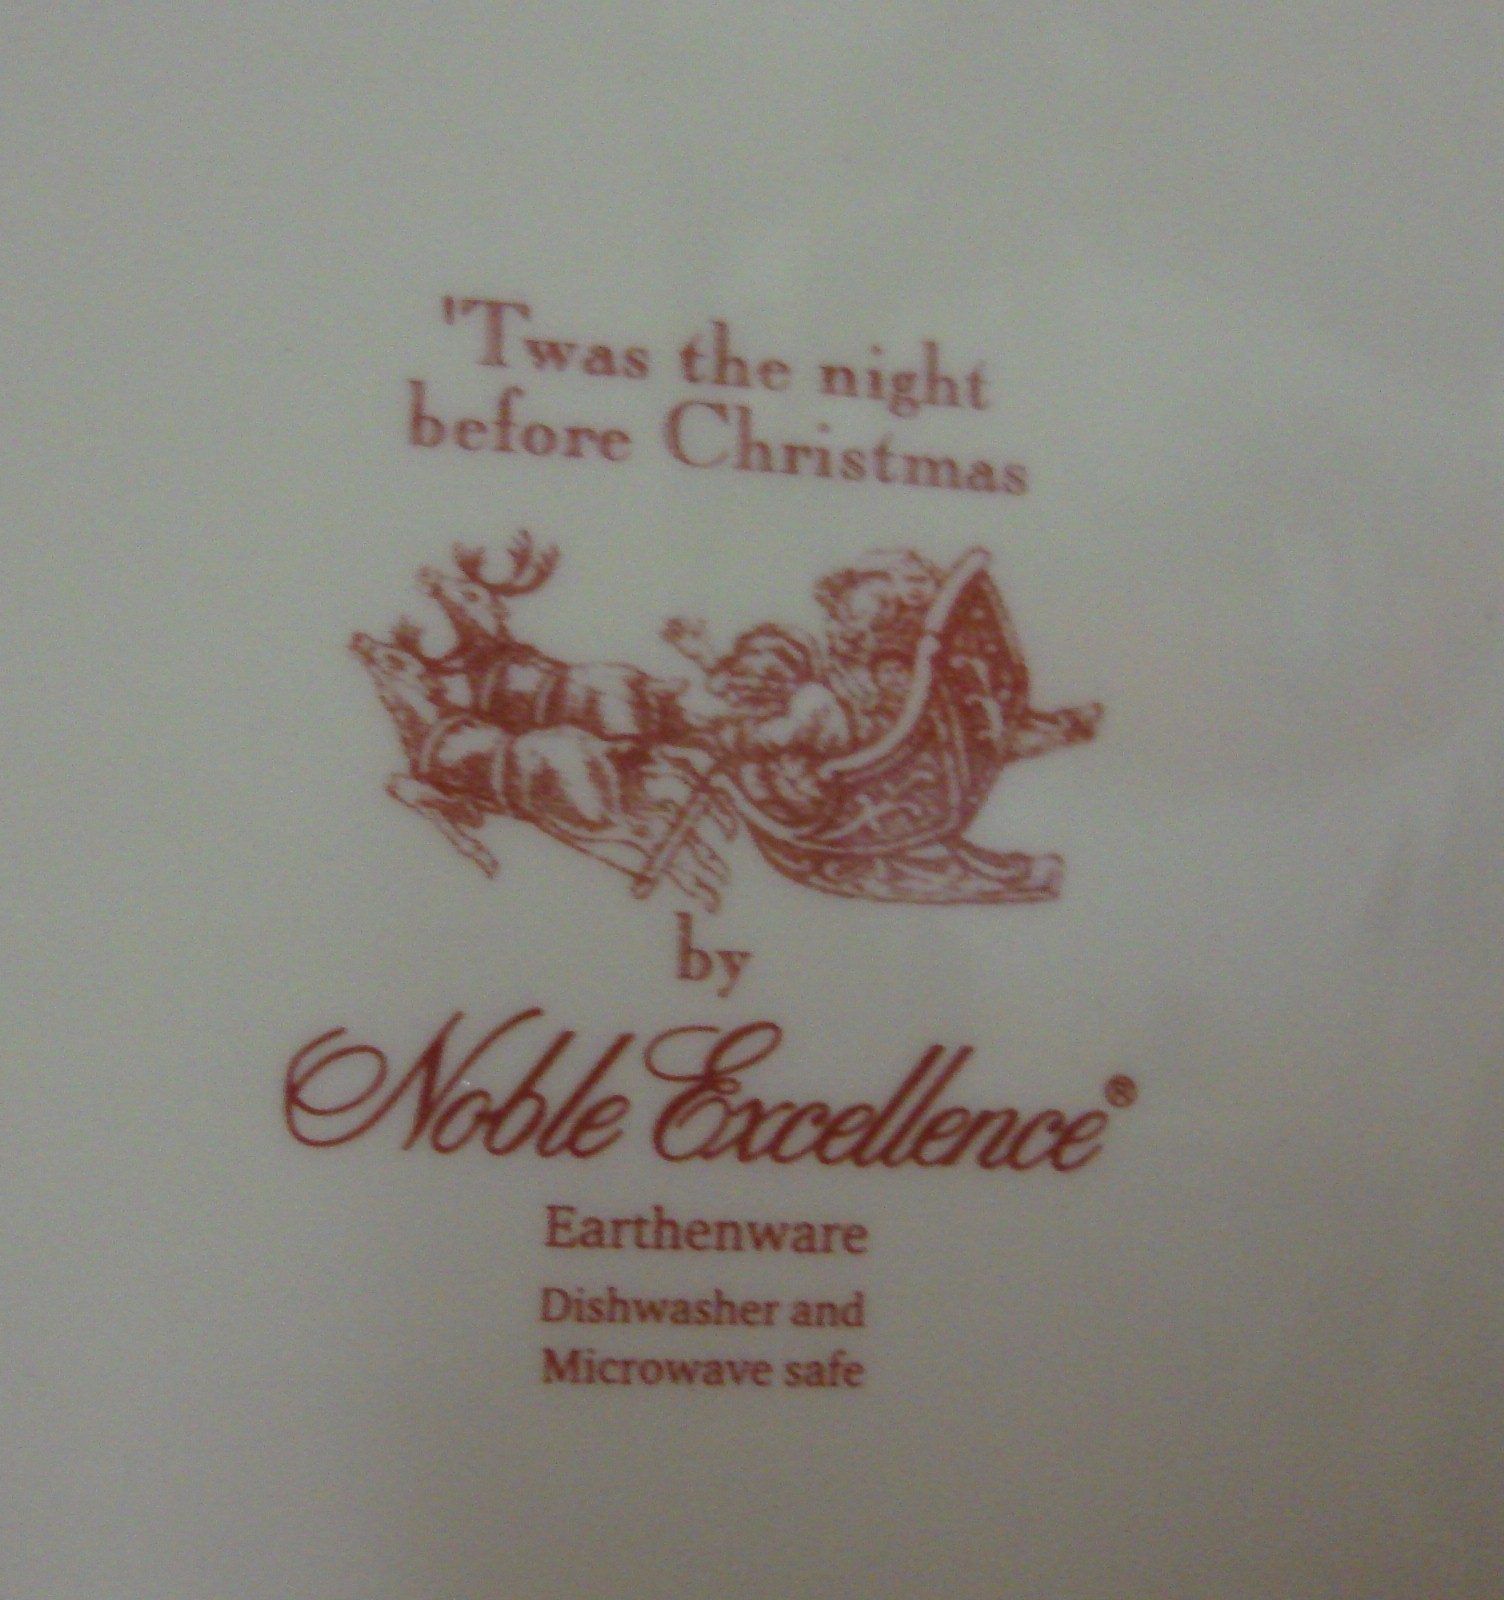 'Twas the night
before Christmas
by
Noble Excellence®
Earthenware
Dishwasher and
Microwave safe